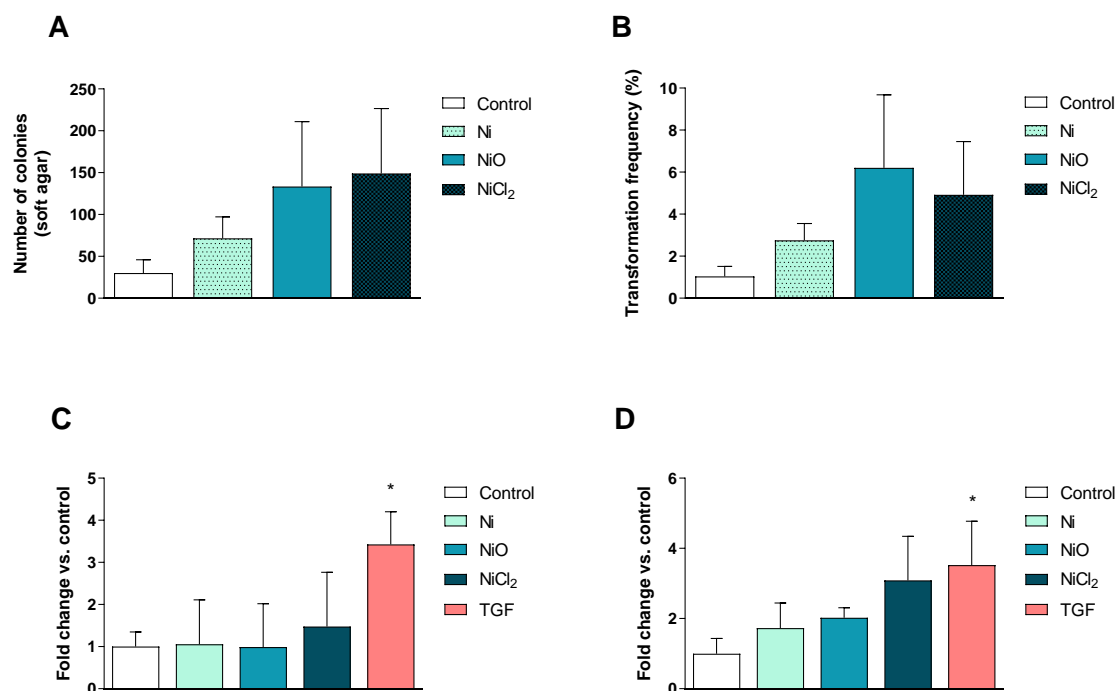 A
Number of colonies
(soft agar)
250
200
150
100
50
0
Control
Ni
NiO
NiCl₂
B
Transformation frequency (%)
10
8
6
4
2
0
Control
Ni
NiO
NiCl₂
C
Fold change vs. control
5
4
3
2
1
0
*
Control
Ni
NiO
NiCl₂
TGF
D
Fold change vs. control
6
4
2
0
*
Control
Ni
NiO
NiCl₂
TGF